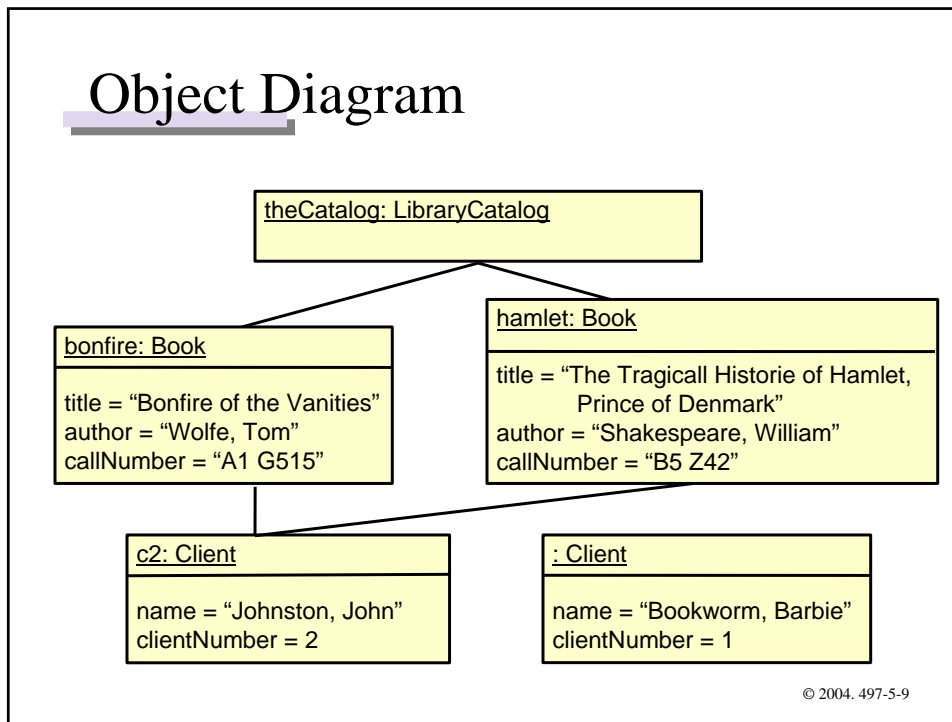 Object Diagram
theCatalog: LibraryCatalog
bonfire: Book
title = “Bonfire of the Vanities”
author = “Wolfe, Tom”
callNumber = “A1 G515”
hamlet: Book
title = “The Tragicall Historie of Hamlet,
Prince of Denmark”
author = “Shakespeare, William”
callNumber = “B5 Z42”
c2: Client
name = “Johnston, John”
clientNumber = 2
: Client
name = “Bookworm, Barbie”
clientNumber = 1
© 2004. 497-5-9